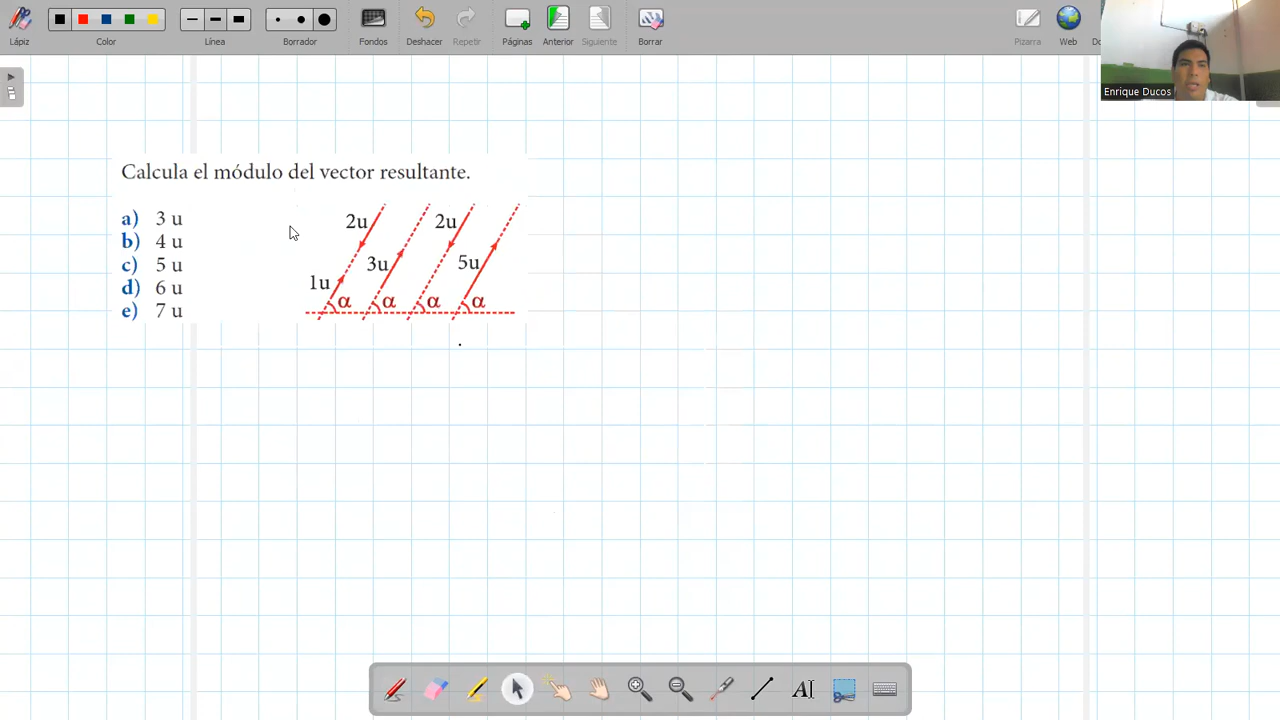 Lápiz
Color
Línea
Borrador
Fondos
Deshacer
Repetir
Páginas
Anterior
Siguiente
Borrar
Pizarra
Web
Enrique Ducos
Calcula el módulo del vector resultante.
a) 3 u
b) 4 u
c) 5 u
d) 6 u
e) 7 u
2u
2u
3u
5u
1u
α
α
α
α
AI